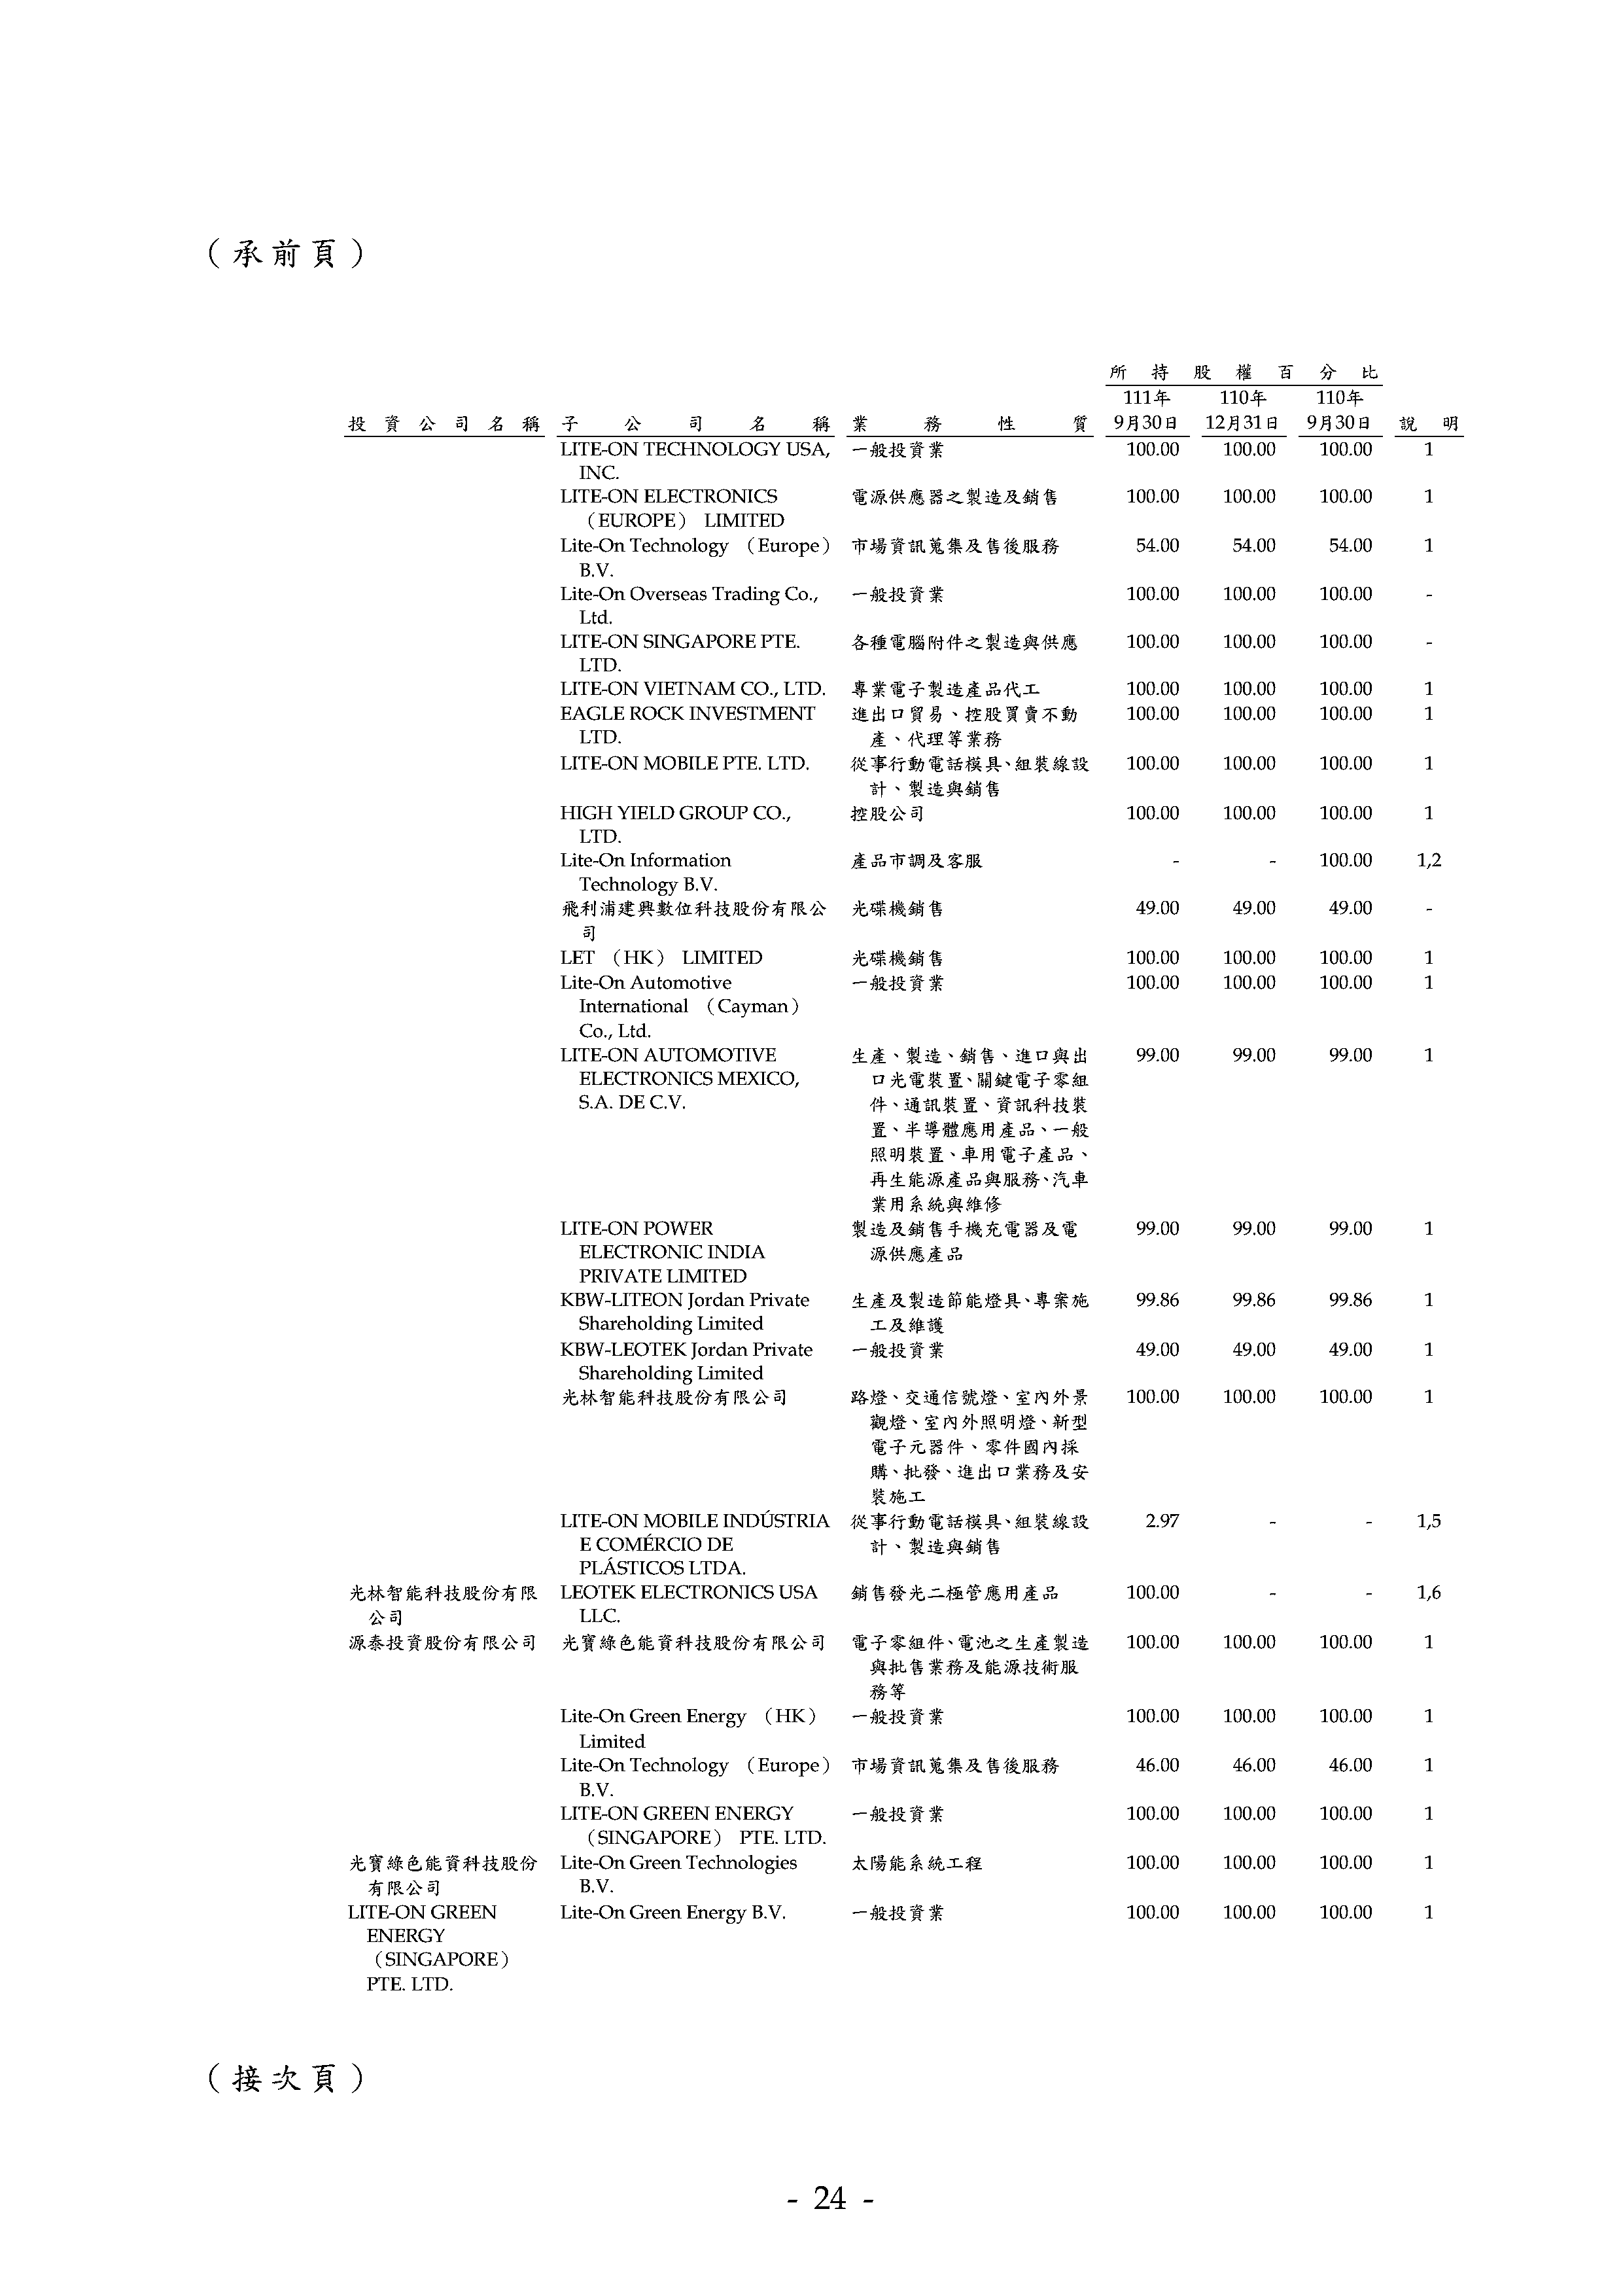 （承前頁）
所持股權百分比
111年 110年 110年
投資公司名稱 子公司名稱 業務性質 9月30日 12月31日 9月30日 說明
LITE-ON TECHNOLOGY USA, 一般投資業 100.00 100.00 100.00 1
INC.
LITE-ON ELECTRONICS 電源供應器之製造及銷售 100.00 100.00 100.00 1
（EUROPE） LIMITED
Lite-On Technology （Europe） 市場資訊蒐集及售後服務 54.00 54.00 54.00 1
B.V.
Lite-On Overseas Trading Co., 一般投資業 100.00 100.00 100.00 -
Ltd.
LITE-ON SINGAPORE PTE. 各種電腦附件之製造與供應 100.00 100.00 100.00 -
LTD.
LITE-ON VIETNAM CO., LTD. 專業電子製造產品代工 100.00 100.00 100.00 1
EAGLE ROCK INVESTMENT 進出口貿易、控股買賣不動 100.00 100.00 100.00 1
LTD. 產、代理等業務
LITE-ON MOBILE PTE. LTD. 從事行動電話模具、組裝線設 100.00 100.00 100.00 1
計、製造與銷售
HIGH YIELD GROUP CO., 控股公司 100.00 100.00 100.00 1
LTD.
Lite-On Information 產品市調及客服 - - 100.00 1,2
Technology B.V.
飛利浦建興數位科技股份有限公 光碟機銷售 49.00 49.00 49.00 -
司
LET （HK） LIMITED 光碟機銷售 100.00 100.00 100.00 1
Lite-On Automotive 一般投資業 100.00 100.00 100.00 1
International （Cayman）
Co., Ltd.
LITE-ON AUTOMOTIVE 生產、製造、銷售、進口與出 99.00 99.00 99.00 1
ELECTRONICS MEXICO, 口光電裝置、關鍵電子零組
S.A. DE C.V. 件、通訊裝置、資訊科技裝
置、半導體應用產品、一般
照明裝置、車用電子產品、
再生能源產品與服務、汽車
業用系統與維修
LITE-ON POWER 製造及銷售手機充電器及電 99.00 99.00 99.00 1
ELECTRONIC INDIA 源供應產品
PRIVATE LIMITED
KBW-LITEON Jordan Private 生產及製造節能燈具、專案施 99.86 99.86 99.86 1
Shareholding Limited 工及維護
KBW-LEOTEK Jordan Private 一般投資業 49.00 49.00 49.00 1
Shareholding Limited
光林智能科技股份有限公司 路燈、交通信號燈、室內外景 100.00 100.00 100.00 1
觀燈、室內外照明燈、新型
電子元器件、零件國內採
購、批發、進出口業務及安
裝施工
LITE-ON MOBILE INDÚSTRIA 從事行動電話模具、組裝線設 2.97 - - 1,5
E COMÉRCIO DE 計、製造與銷售
PLÁSTICOS LTDA.
光林智能科技股份有限 LEOTEK ELECTRONICS USA 銷售發光二極管應用產品 100.00 - - 1,6
公司 LLC.
源泰投資股份有限公司 光寶綠色能資科技股份有限公司 電子零組件、電池之生產製造 100.00 100.00 100.00 1
與批售業務及能源技術服
務等
Lite-On Green Energy （HK） 一般投資業 100.00 100.00 100.00 1
Limited
Lite-On Technology （Europe） 市場資訊蒐集及售後服務 46.00 46.00 46.00 1
B.V.
LITE-ON GREEN ENERGY 一般投資業 100.00 100.00 100.00 1
（SINGAPORE） PTE. LTD.
光寶綠色能資科技股份 Lite-On Green Technologies 太陽能系統工程 100.00 100.00 100.00 1
有限公司 B.V.
LITE-ON GREEN Lite-On Green Energy B.V. 一般投資業 100.00 100.00 100.00 1
ENERGY
（SINGAPORE）
PTE. LTD.
（接次頁）
- 24 -